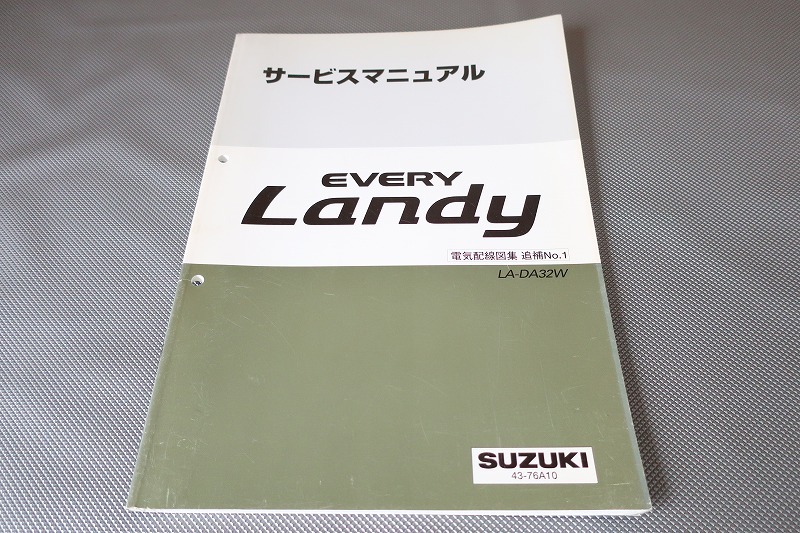 サービスマニュアル
EVERY
Landy
電気配線図集 追補No.1
LA-DA32W
SUZUKI
43-76A10